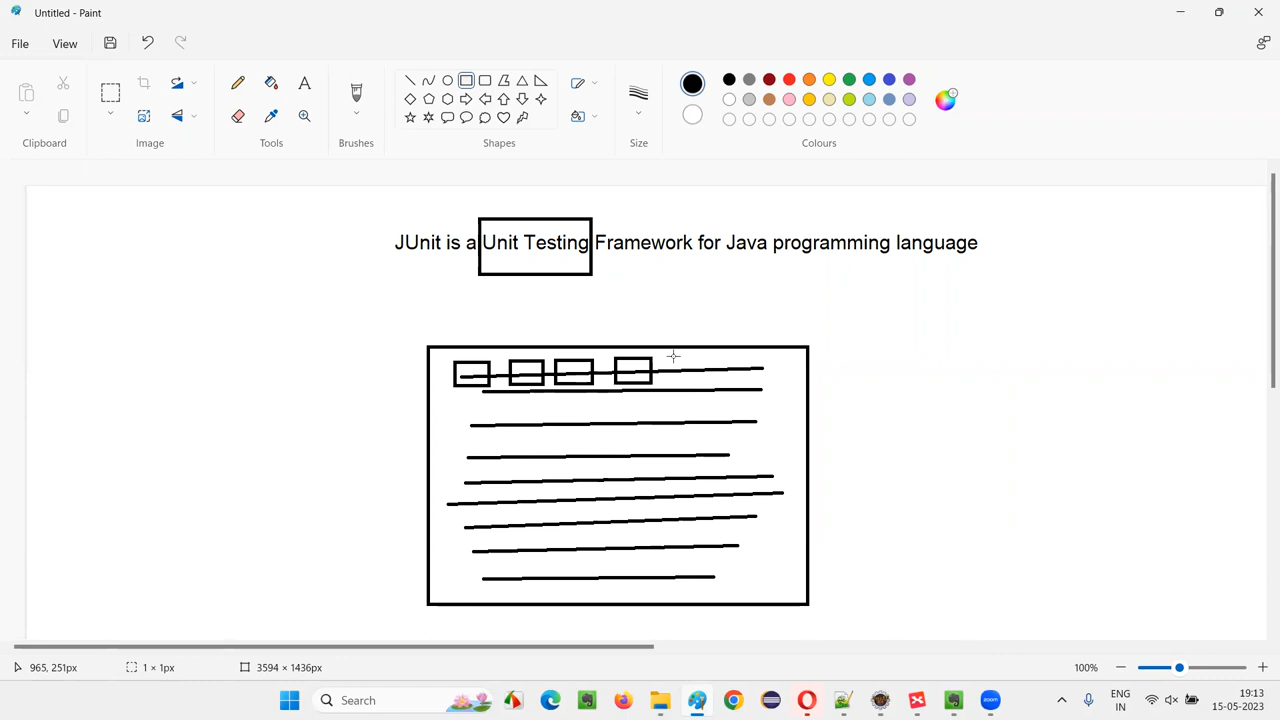 Untitled - Paint
File
View
Clipboard
Image
Tools
Brushes
Shapes
Size
Colours
JUnit is a Unit Testing Framework for Java programming language
965, 251px
1 × 1px
3594 × 1436px
100%
Search
zoom
ENG
IN
19:13
15-05-2023